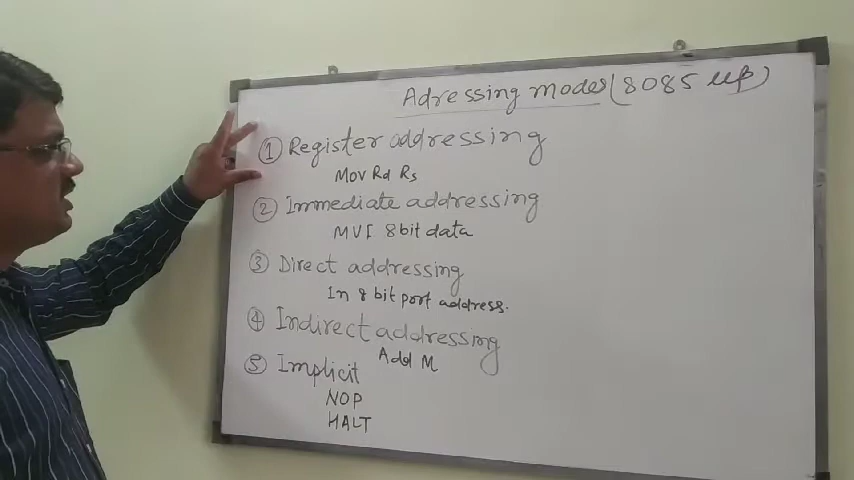 Adressing modes (8085 μp)
① Register addressing
Mov Rd Rs
② Immediate addressing
MVI 8bit data
③ Direct addressing
In 8 bit port address.
④ Indirect addressing
Add M
⑤ Implicit
NOP
HALT